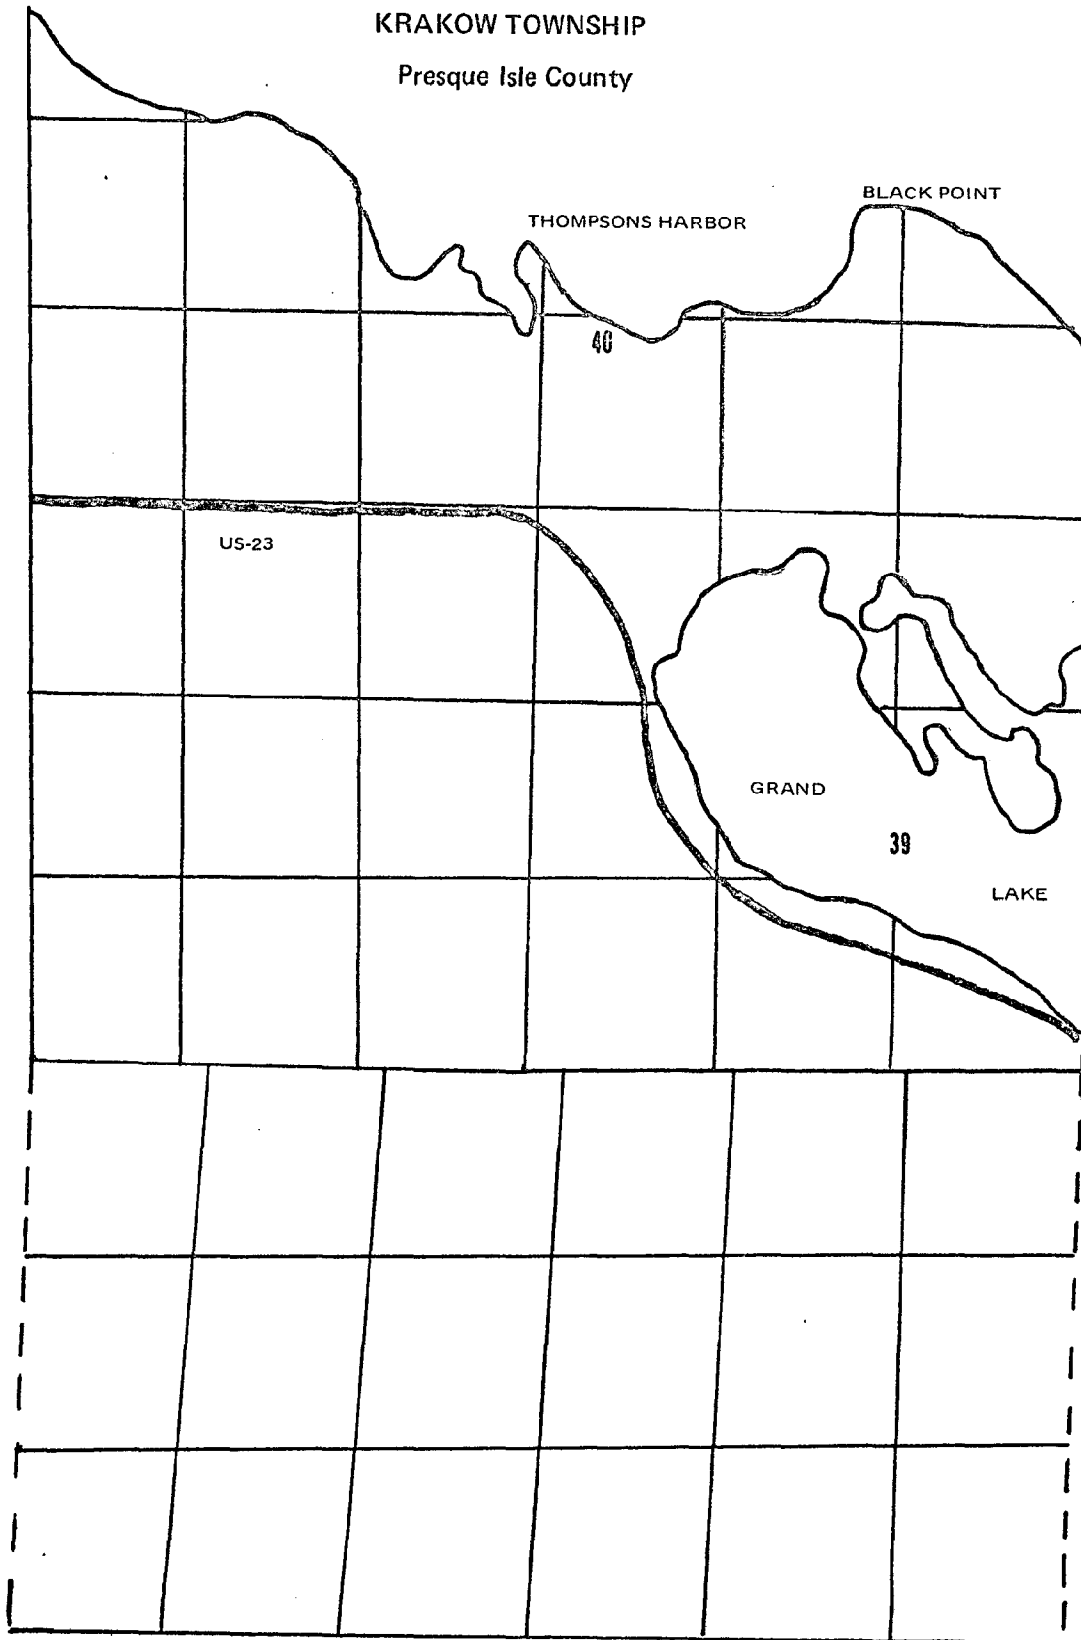 KRAKOW TOWNSHIP
Presque Isle County
BLACK POINT
THOMPSONS HARBOR
40
US-23
GRAND
39
LAKE